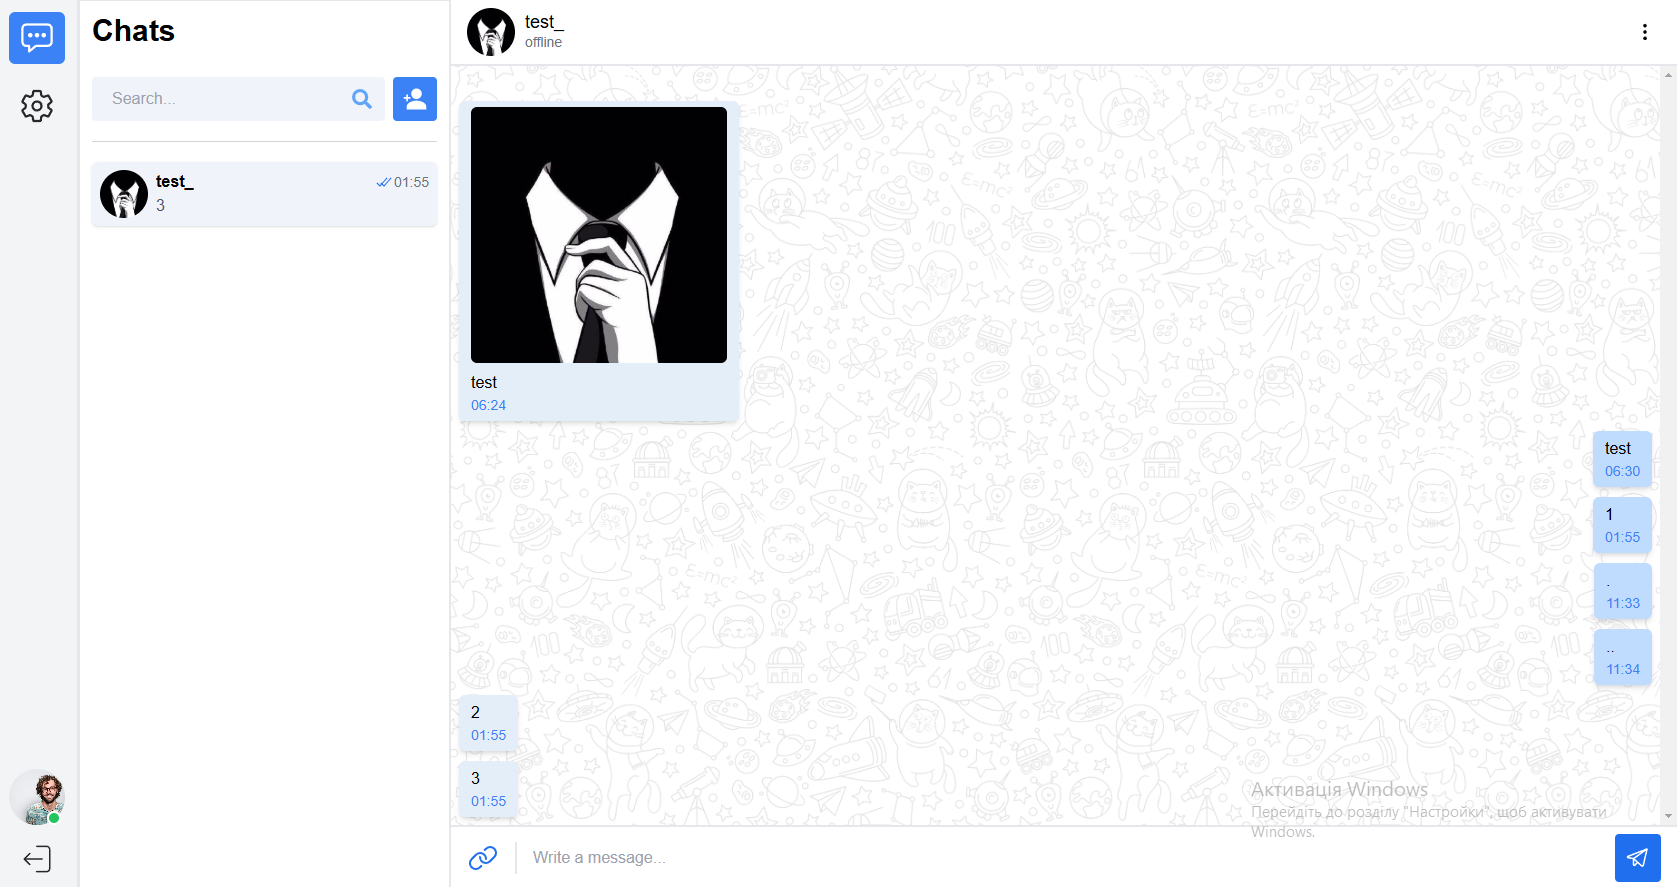 Chats
Search...
test_
01:55
3
test_
offline
test
06:24
test
06:30
1
01:55
.
11:33
..
11:34
2
01:55
3
01:55
Активація Windows
Перейдіть до розділу "Настройки", щоб активувати
Windows.
Write a message...